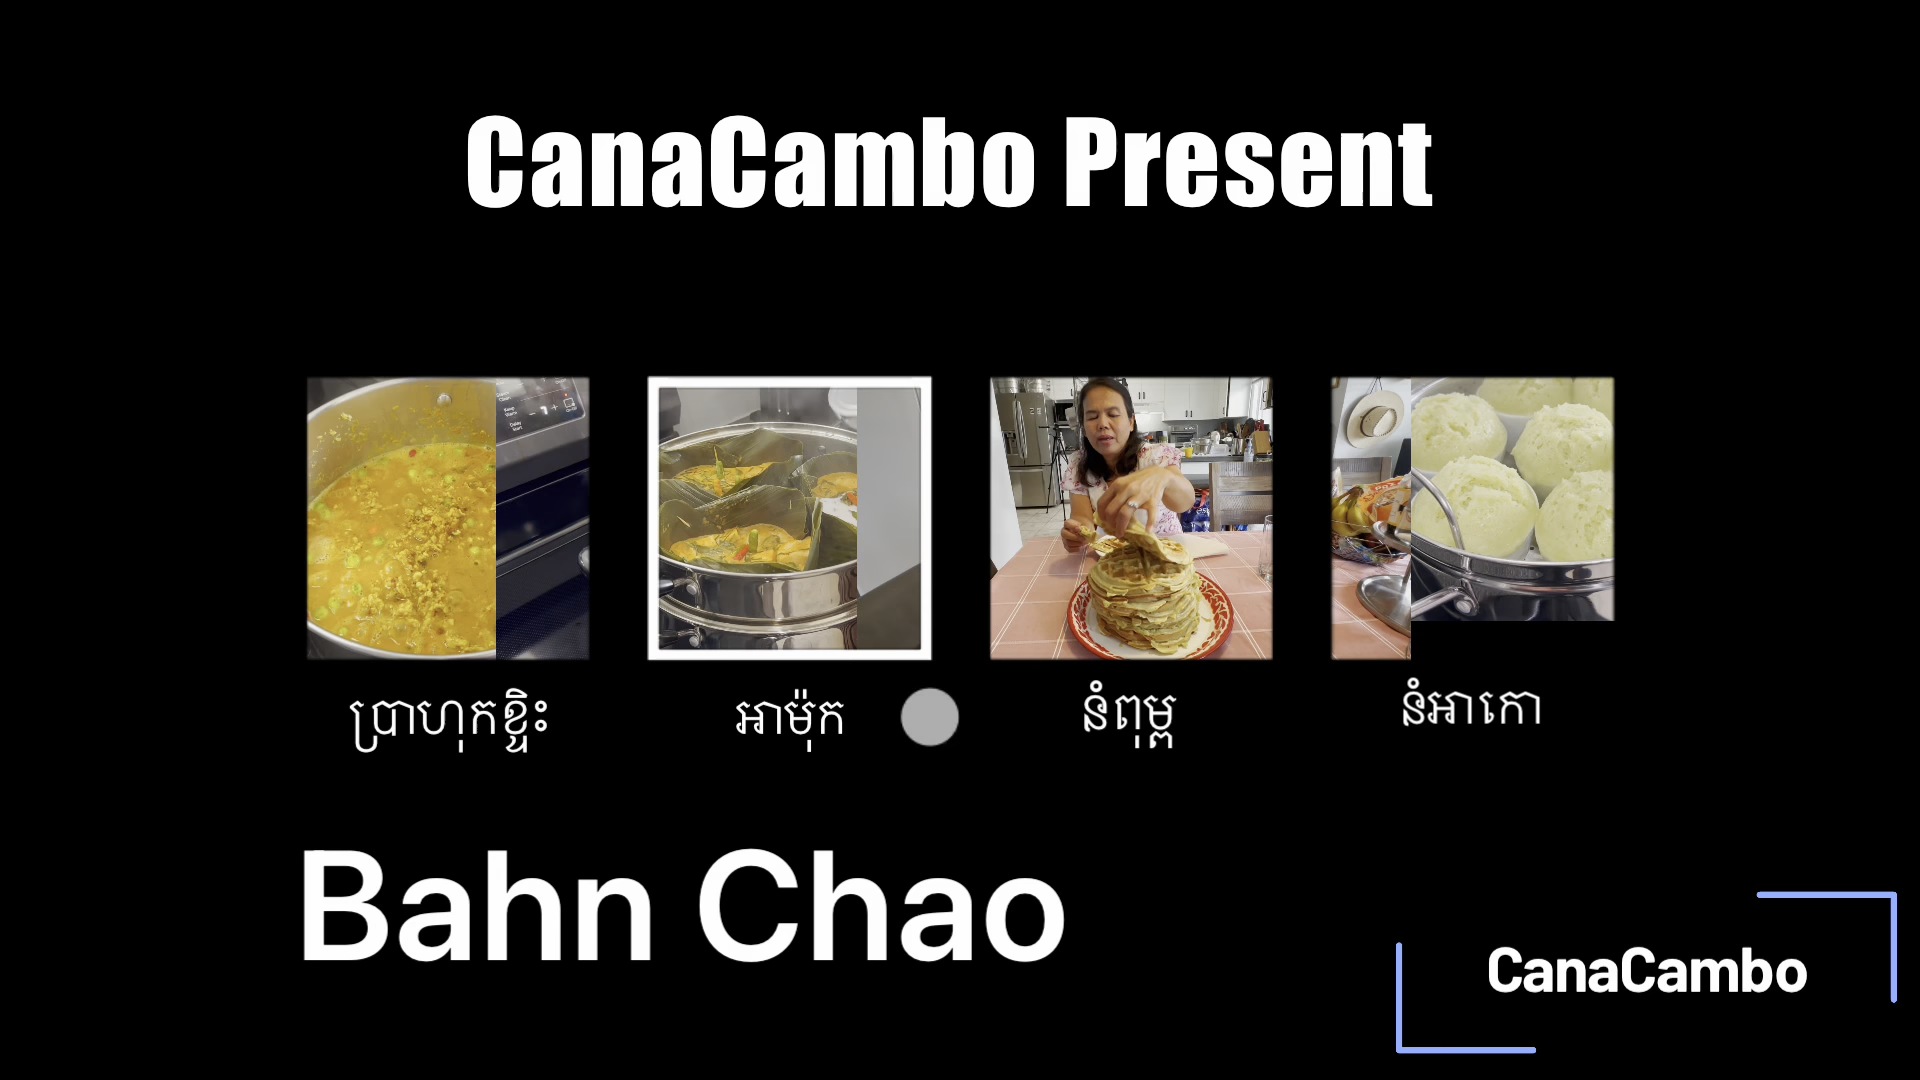 CanaCambo Present
ប្រាហុកខ្ទិះ
អាម៉ុក
នំពុម្ព
នំអាកោ
Bahn Chao
CanaCambo